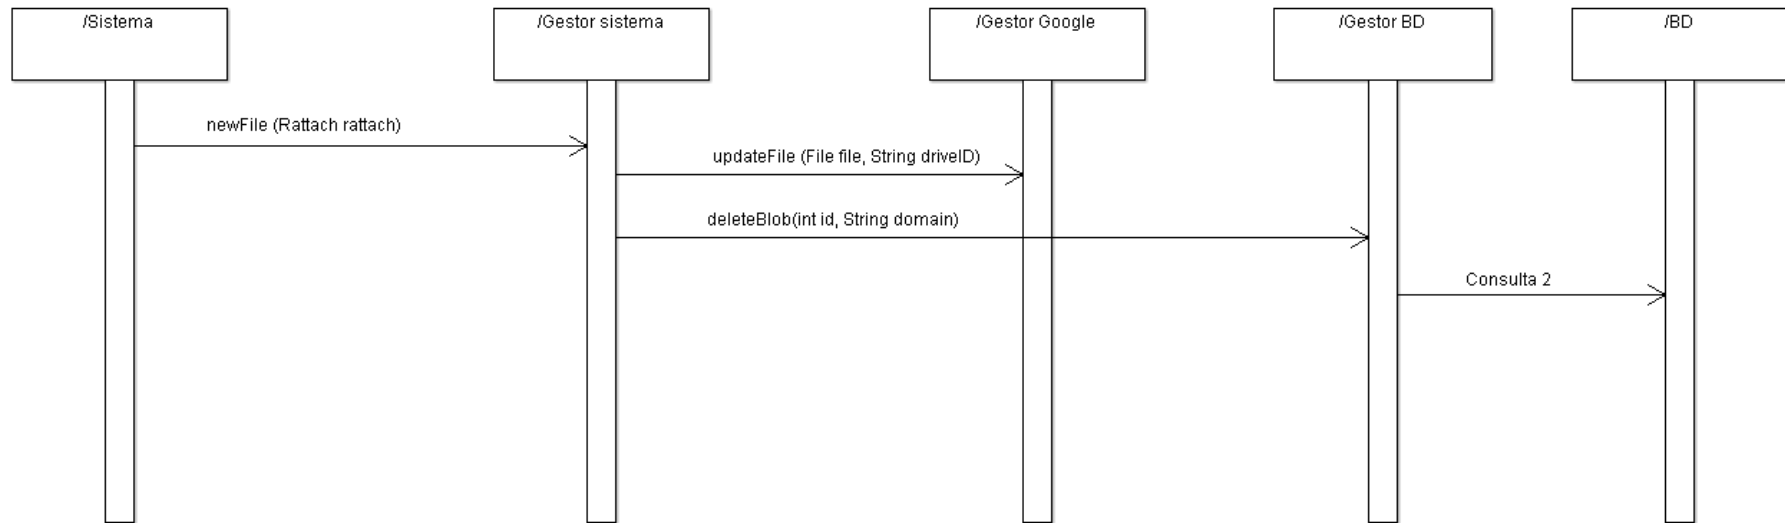 /Sistema
/Gestor sistema
/Gestor Google
/Gestor BD
/BD
newFile (Rattach rattach)
updateFile (File file, String driveID)
deleteBlob(int id, String domain)
Consulta 2